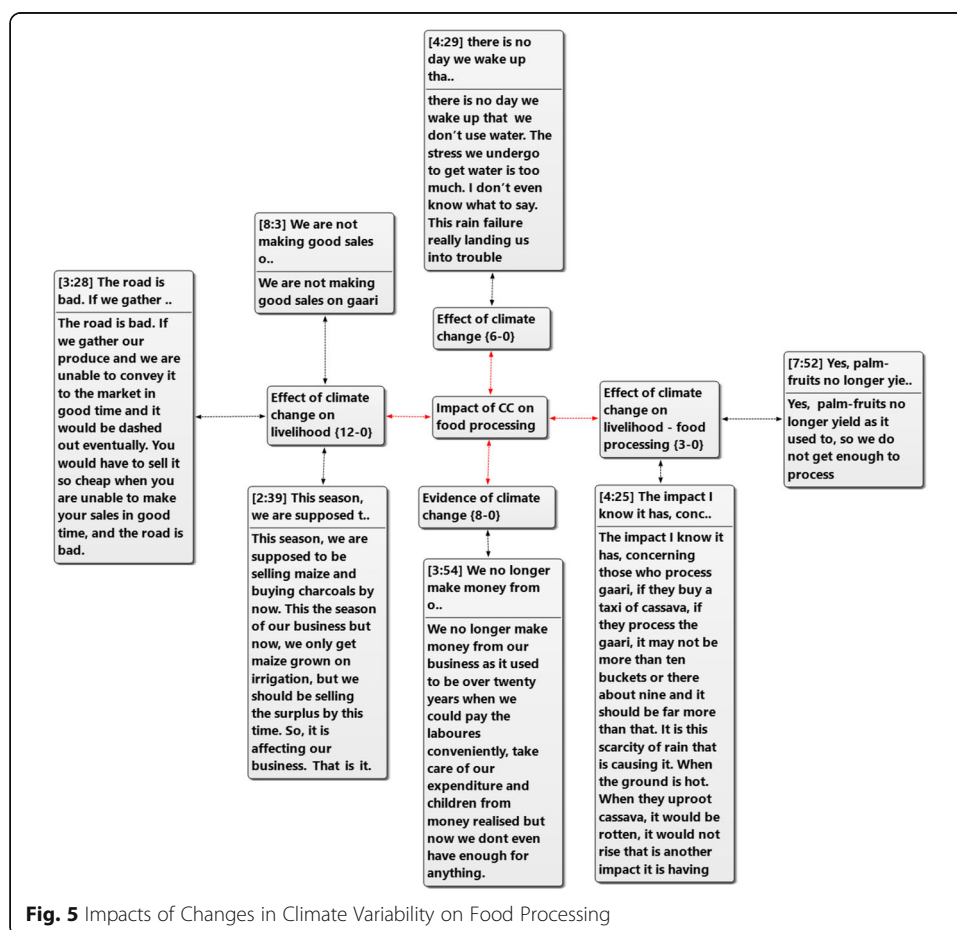 [4:29] there is no
day we wake up
tha..
there is no day we
wake up that we
don't use water. The
stress we undergo
to get water is too
much. I don't even
know what to say.
This rain failure
really landing us
into trouble
[8:3] We are not
making good sales
o..
We are not making
good sales on gaari
[3:28] The road is
bad. If we gather ..
The road is bad. If
we gather our
produce and we are
unable to convey it
to the market in
good time and it
would be dashed
out eventually. You
would have to sell it
so cheap when you
are unable to make
your sales in good
time, and the road is
bad.
Effect of climate
change {6-0}
[7:52] Yes, palm-
fruits no longer yie..
Yes, palm-fruits no
longer yield as it
used to, so we do
not get enough to
process
Effect of climate
change on
livelihood {12-0}
Impact of CC on
food processing
Effect of climate
change on
livelihood - food
processing {3-0}
[2:39] This season,
we are supposed t..
This season, we are
supposed to be
selling maize and
buying charcoals by
now. This the season
of our business but
now, we only get
maize grown on
irrigation, but we
should be selling
the surplus by this
time. So, it is
affecting our
business. That is it.
Evidence of climate
change {8-0}
[3:54] We no longer
make money from
o..
We no longer make
money from our
business as it used
to be over twenty
years when we
could pay the
laboures
conveniently, take
care of our
expenditure and
children from
money realised but
now we dont even
have enough for
anything.
[4:25] The impact I
know it has, conc..
The impact I know it
has, concerning
those who process
gaari, if they buy a
taxi of cassava, if
they process the
gaari, it may not be
more than ten
buckets or there
about nine and it
should be far more
than that. It is this
scarcity of rain that
is causing it. When
the ground is hot.
When they uproot
cassava, it would be
rotten, it would not
rise that is another
impact it is having
Fig. 5 Impacts of Changes in Climate Variability on Food Processing